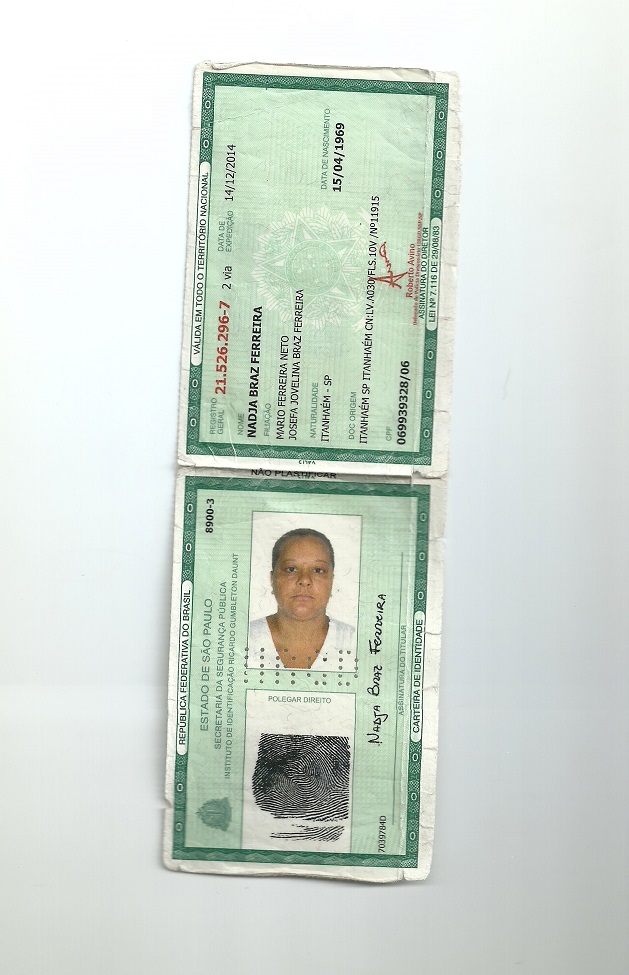 VÁLIDA EM TODO O TERRITÓRIO NACIONAL
REGISTRO GERAL 21.526.296-7 2 via DATA DE EXPEDIÇÃO 14/12/2014
NOME
NADJA BRAZ FERREIRA
FILIAÇÃO
MARIO FERREIRA NETO
JOSEFA JOVELINA BRAZ FERREIRA
NATURALIDADE DATA DE NASCIMENTO
ITANHAÉM - SP 15/04/1969
DOC ORIGEM
ITANHAÉM SP ITANHAÉM CN:LV.A030/FLS.10V /Nº11915
CPF
069939328/06
Roberto Avino
ASSINATURA DO DIRETOR
LEI Nº 7.116 DE 29/08/83
NÃO PLASTIFICAR
REPÚBLICA FEDERATIVA DO BRASIL
8900-3
ESTADO DE SÃO PAULO
SECRETARIA DA SEGURANÇA PÚBLICA
INSTITUTO DE IDENTIFICAÇÃO RICARDO GUMBLETON DAUNT
POLEGAR DIREITO
Nadja Braz Ferreira
ASSINATURA DO TITULAR
7039784D
CARTEIRA DE IDENTIDADE